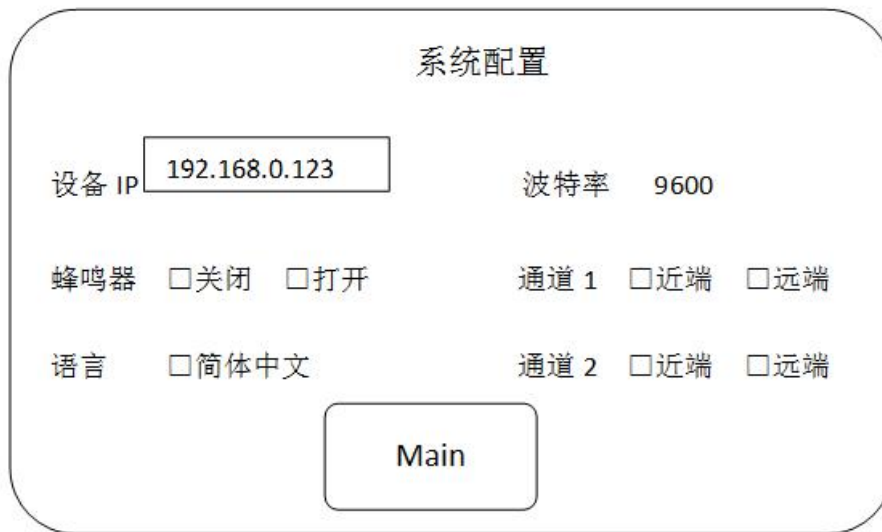 系统配置
设备 IP 192.168.0.123 波特率 9600
蜂鸣器 □关闭 □打开 通道 1 □近端 □远端
语言 □简体中文 通道 2 □近端 □远端
Main